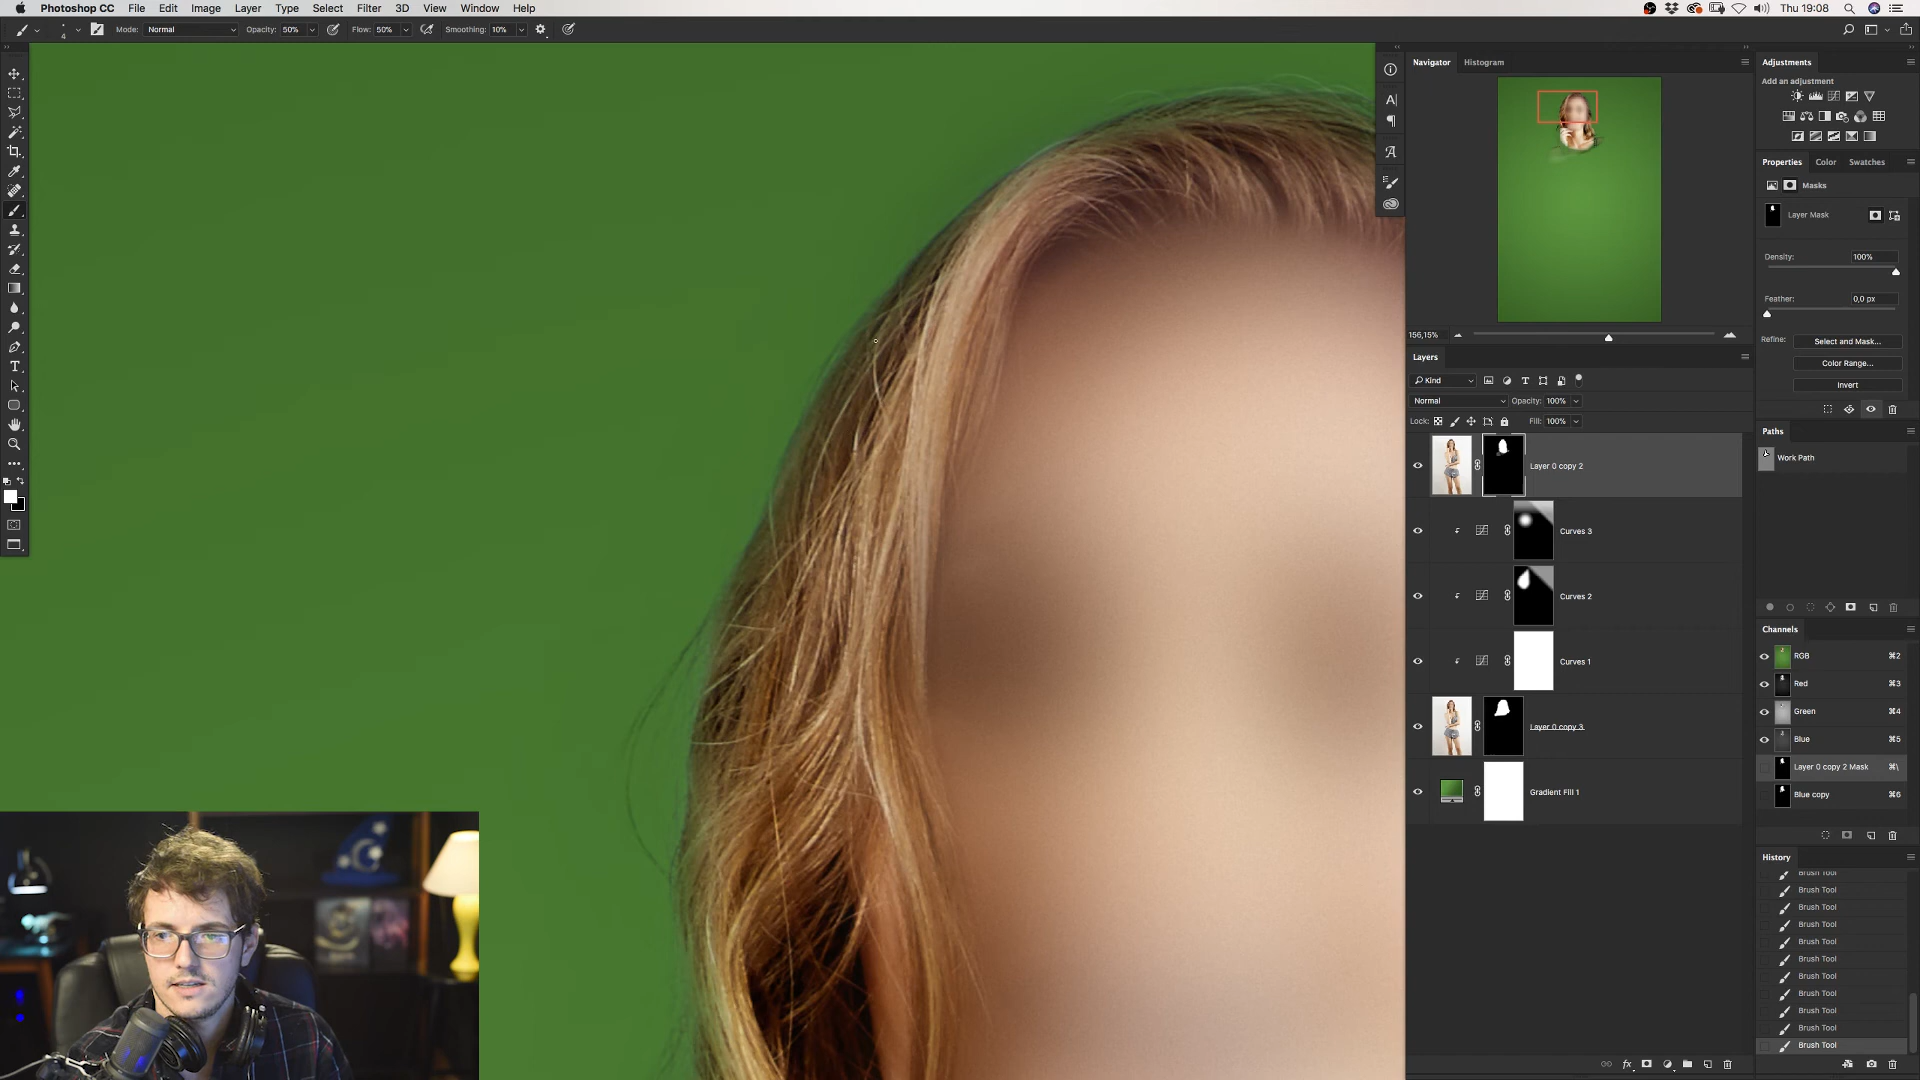 Photoshop CC File Edit Image Layer Type Select Filter 3D View Window Help Thu 19:08
4 Mode: Normal Opacity: 50% Flow: 50% Smoothing: 10%
Navigator Histogram
156,15%
Layers
Kind
Normal Opacity: 100%
Lock: Fill: 100%
Layer 0 copy 2
Curves 3
Curves 2
Curves 1
Layer 0 copy 3
Gradient Fill 1
fx
Adjustments
Add an adjustment
Properties Color Swatches
Masks
Layer Mask
Density: 100%
Feather: 0,0 px
Refine: Select and Mask...
Color Range...
Invert
Paths
Work Path
Channels
RGB ⌘2
Red ⌘3
Green ⌘4
Blue ⌘5
Layer 0 copy 2 Mask ⌘\
Blue copy ⌘6
History
Brush Tool
Brush Tool
Brush Tool
Brush Tool
Brush Tool
Brush Tool
Brush Tool
Brush Tool
Brush Tool
Brush Tool
Brush Tool